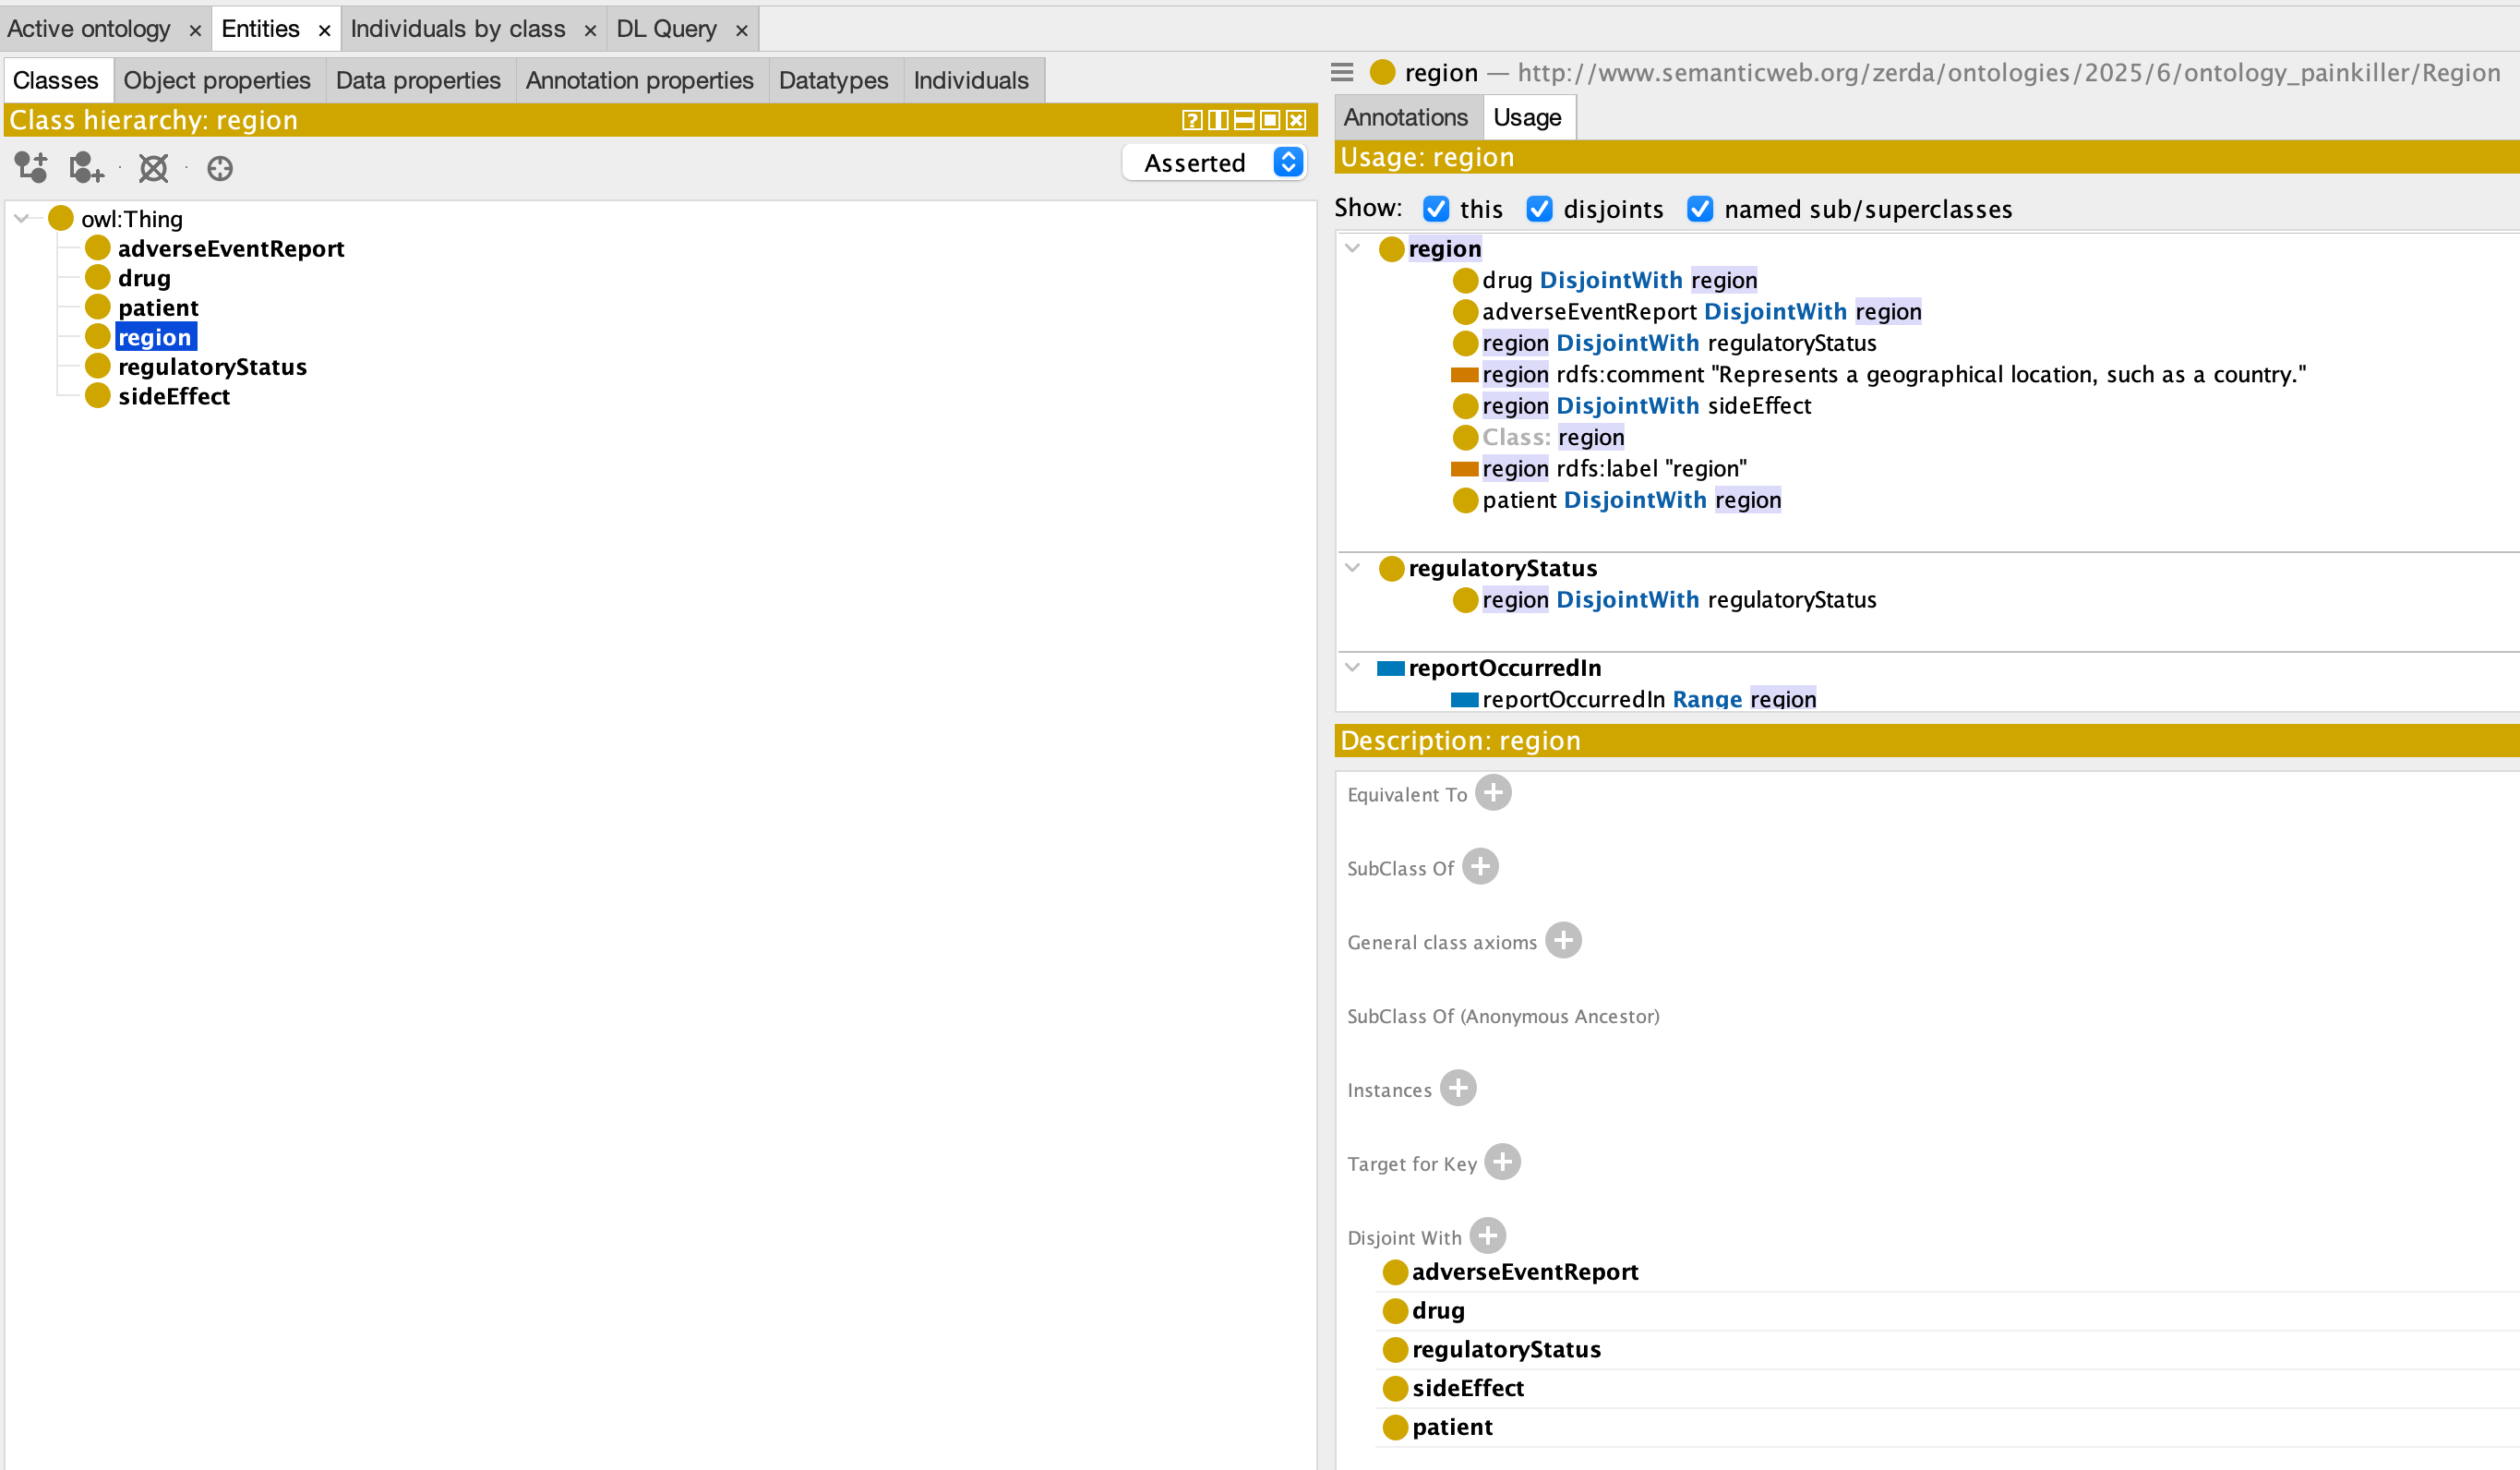 Active ontology × Entities × Individuals by class × DL Query ×
Classes Object properties Data properties Annotation properties Datatypes Individuals
Class hierarchy: region
Asserted
owl:Thing
adverseEventReport
drug
patient
region
regulatoryStatus
sideEffect
region — http://www.semanticweb.org/zerda/ontologies/2025/6/ontology_painkiller/Region
Annotations Usage
Usage: region
Show: this disjoints named sub/superclasses
region
drug DisjointWith region
adverseEventReport DisjointWith region
region DisjointWith regulatoryStatus
region rdfs:comment "Represents a geographical location, such as a country."
region DisjointWith sideEffect
Class: region
region rdfs:label "region"
patient DisjointWith region
regulatoryStatus
region DisjointWith regulatoryStatus
reportOccurredIn
reportOccurredIn Range region
Description: region
Equivalent To
SubClass Of
General class axioms
SubClass Of (Anonymous Ancestor)
Instances
Target for Key
Disjoint With
adverseEventReport
drug
regulatoryStatus
sideEffect
patient